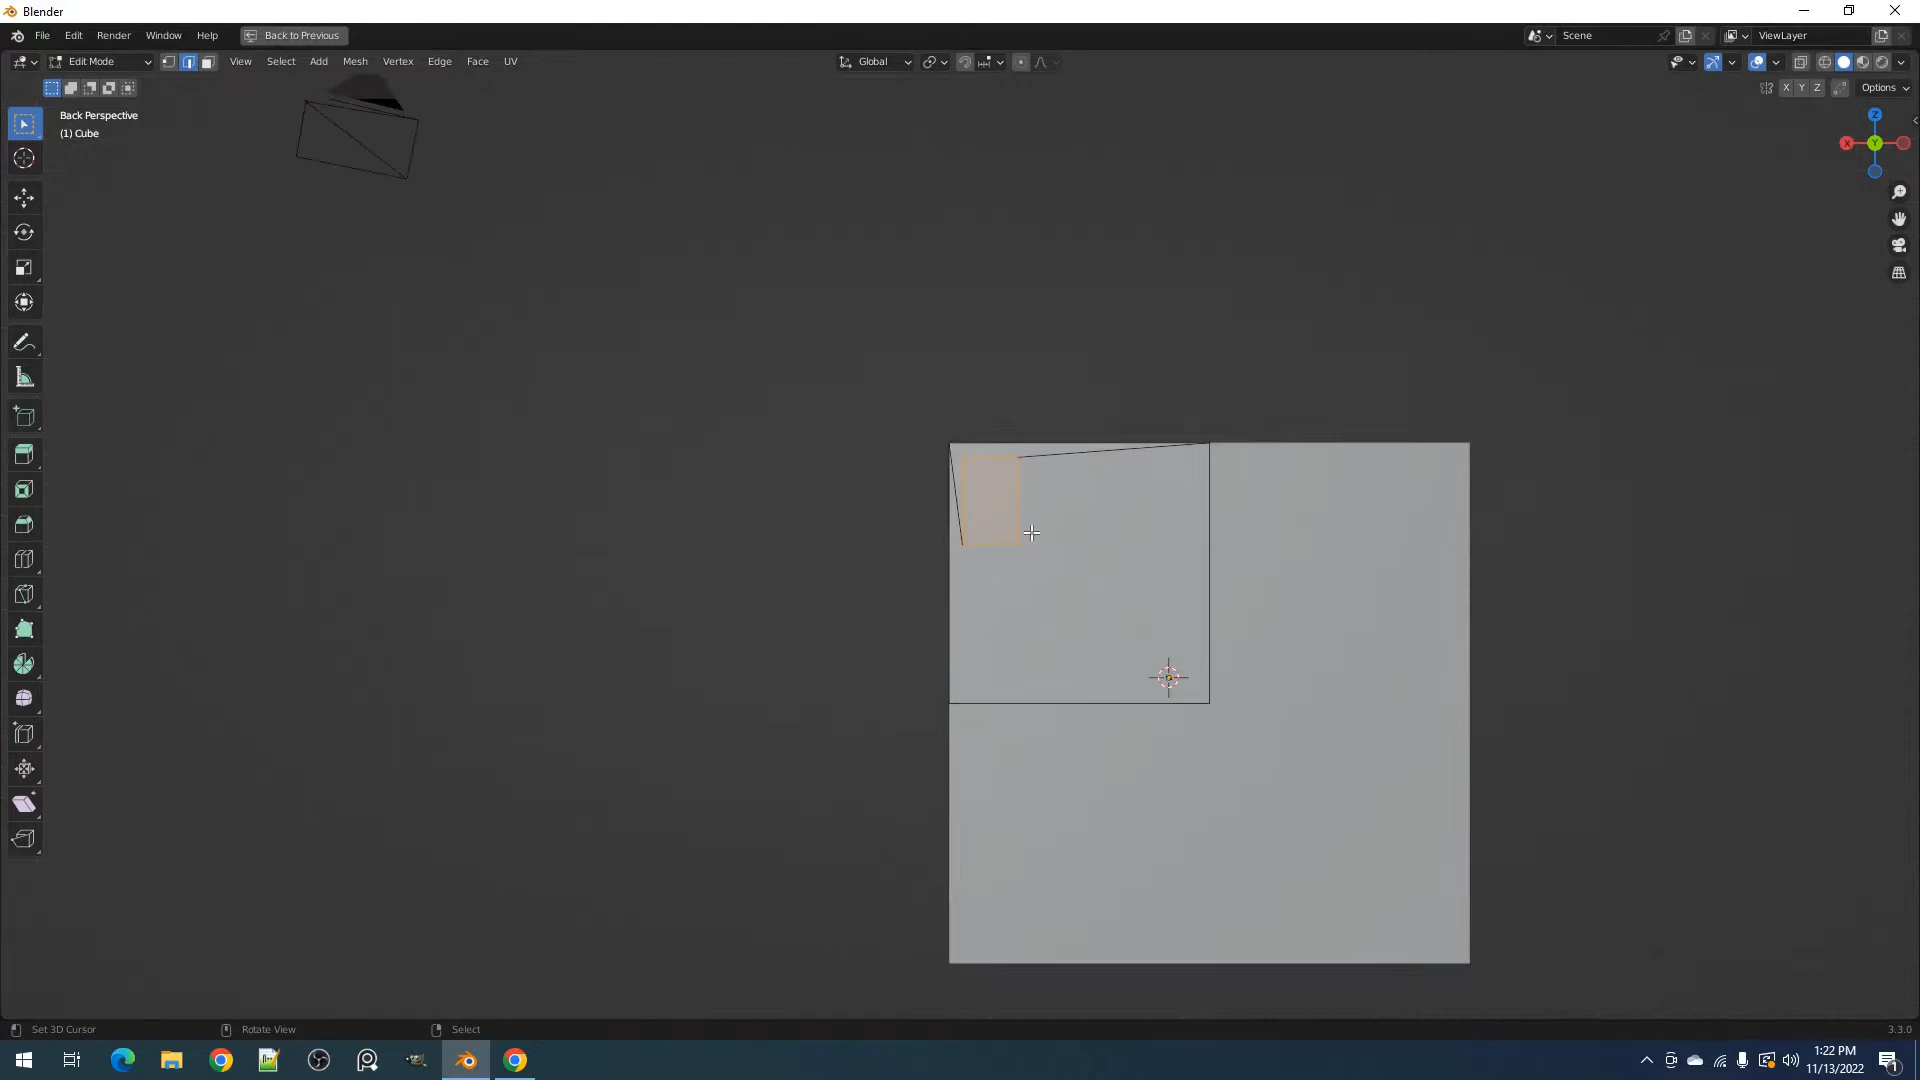 Blender
File Edit Render Window Help Back to Previous Scene ViewLayer
Edit Mode View Select Add Mesh Vertex Edge Face UV Global
X Y Z Options
Back Perspective
(1) Cube
Z
X Y
Set 3D Cursor Rotate View Select 3.3.0
1:22 PM
11/13/2022
1